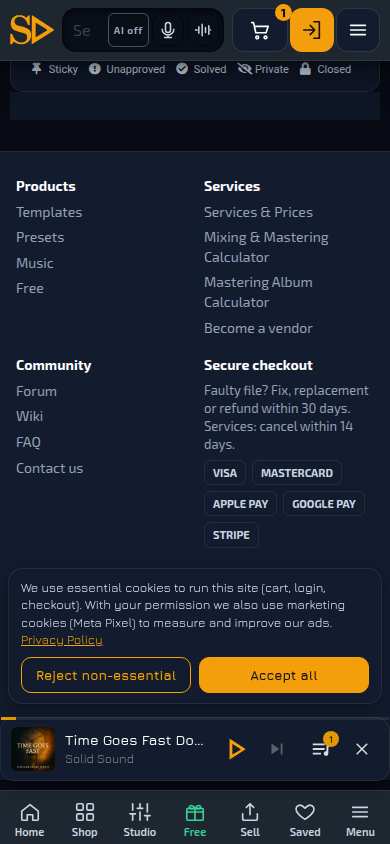 SD
Se
AI off
1
Sticky Unapproved Solved Private Closed
Products
Templates
Presets
Music
Free
Services
Services & Prices
Mixing & Mastering
Calculator
Mastering Album
Calculator
Become a vendor
Community
Forum
Wiki
FAQ
Contact us
Secure checkout
Faulty file? Fix, replacement
or refund within 30 days.
Services: cancel within 14
days.
VISA MASTERCARD
APPLE PAY GOOGLE PAY
STRIPE
We use essential cookies to run this site (cart, login,
checkout). With your permission we also use marketing
cookies (Meta Pixel) to measure and improve our ads.
Privacy Policy
Reject non-essential Accept all
TIME GOES
FAST
Time Goes Fast Do...
Solid Sound
1
Home Shop Studio Free Sell Saved Menu